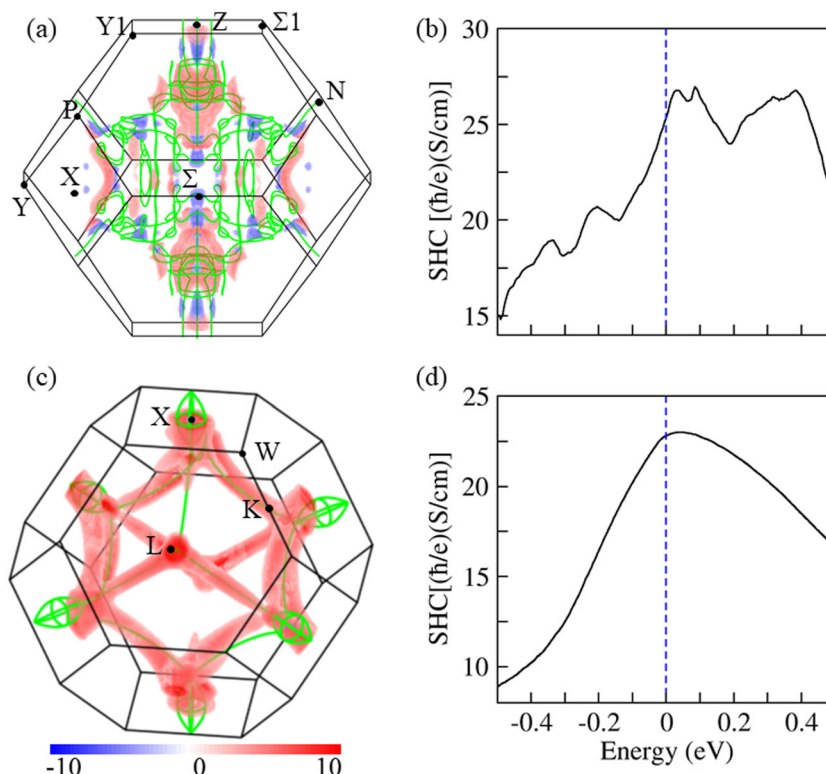 (a)
Y1
Z
Σ1
N
P
X
Σ
Y
(b)
30
25
20
15
SHC [(ħ/e)(S/cm)]
(c)
X
W
K
L
-10
0
10
(d)
25
20
15
10
SHC[(ħ/e)(S/cm)]
-0.4
-0.2
0
0.2
0.4
Energy (eV)